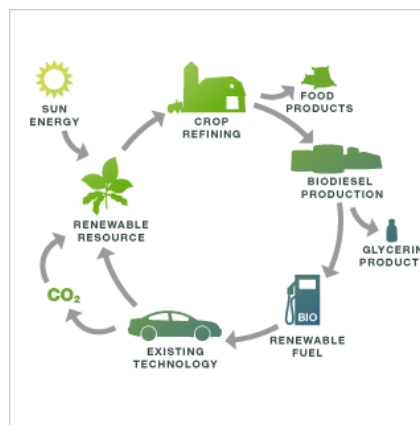 SUN
ENERGY
CROP
REFINING
FOOD
PRODUCTS
BIODIESEL
PRODUCTION
RENEWABLE
RESOURCE
GLYCERIN
PRODUCT
CO₂
BIO
EXISTING
TECHNOLOGY
RENEWABLE
FUEL